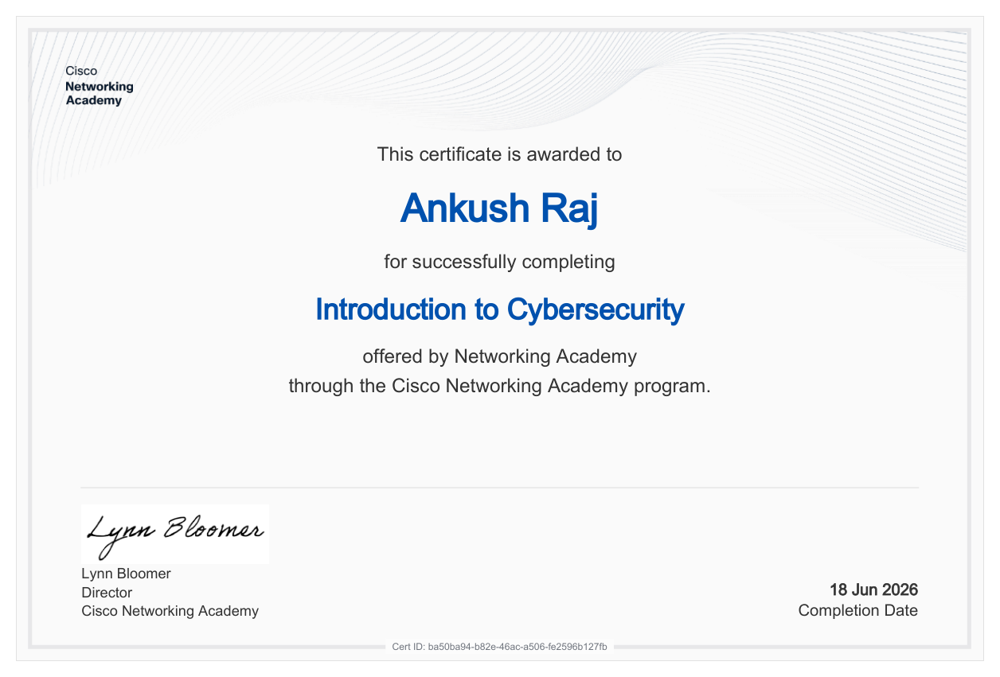 Cisco
Networking
Academy
This certificate is awarded to
Ankush Raj
for successfully completing
Introduction to Cybersecurity
offered by Networking Academy
through the Cisco Networking Academy program.
Lynn Bloomer
Lynn Bloomer
Director
Cisco Networking Academy
18 Jun 2026
Completion Date
Cert ID: ba50ba94-b82e-46ac-a506-fe2596b127fb